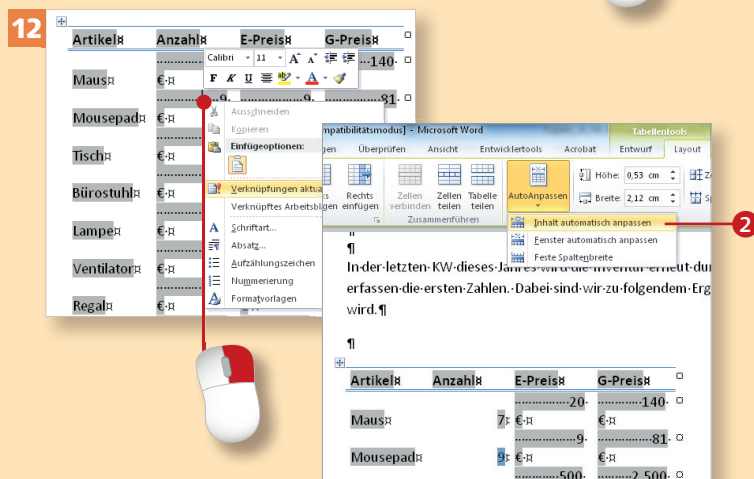 12
Artikel¤ Anzahl¤ E-Preis¤ G-Preis¤
Calibri 11
140·
F K U
Maus¤ €·¤
9· 81·
Mousepad¤ €·¤
Tisch¤ €·¤
Bürostuhl¤ €·¤
Lampe¤ €·¤
Ventilator¤ €·¤
Regal¤ €·¤
Ausschneiden
Kopieren
Einfügeoptionen:
Verknüpfungen aktua
Verknüpftes Arbeitsbl
Schriftart...
Absatz...
Aufzählungszeichen
Nummerierung
Formatvorlagen
mpatibilitätsmodus] - Microsoft Word Tabellentools
gen Überprüfen Ansicht Entwicklertools Acrobat Entwurf Layout
s Rechts einfügen
igen
Zellen verbinden
Zellen teilen
Tabelle teilen
Zusammenführen
AutoAnpassen
Höhe: 0,53 cm
Breite: 2,12 cm
Inhalt automatisch anpassen
2
Fenster automatisch anpassen
Feste Spaltenbreite
¶
In·der·letzten·KW·dieses·Jahres·wird·die·Inventur·erneut·dur
erfassen·die·ersten·Zahlen.·Dabei·sind·wir·zu·folgendem·Erg
wird.¶
¶
Artikel¤ Anzahl¤ E-Preis¤ G-Preis¤
20· 140·
Maus¤ 7¤ €·¤ €·¤
9· 81·
Mousepad¤ 9¤ €·¤ €·¤
500· 2.500·